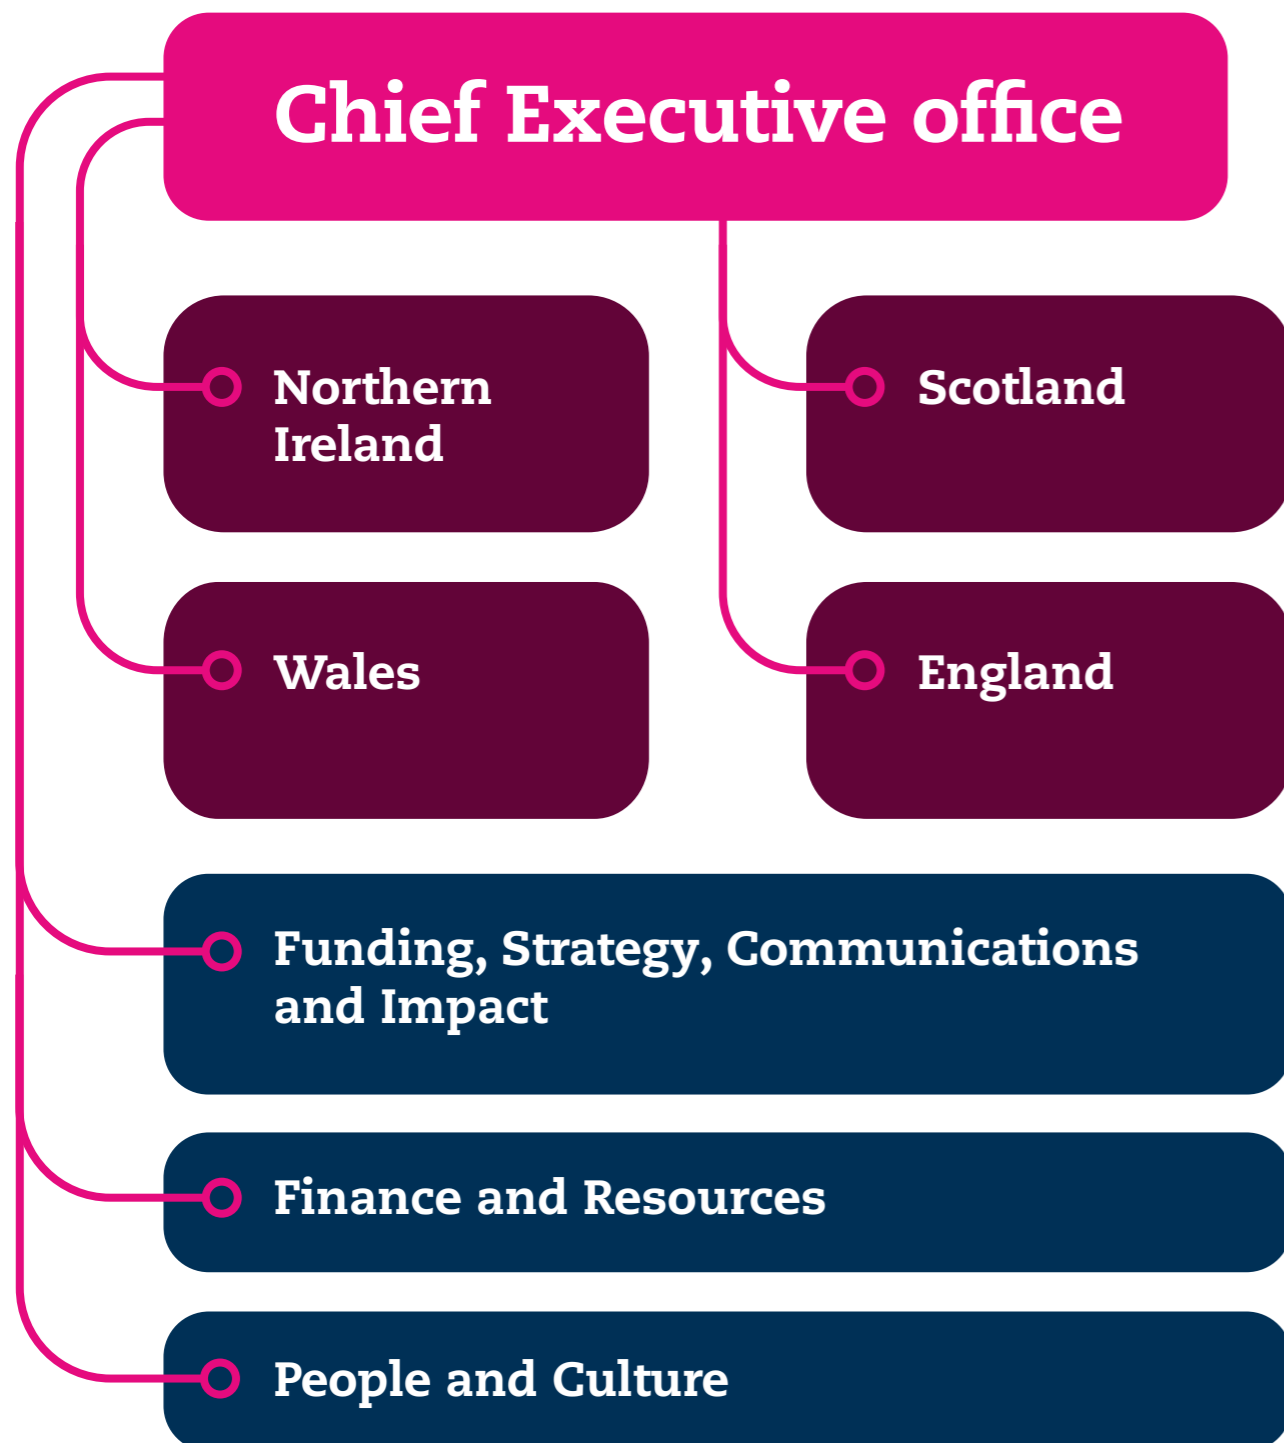 Chief Executive office
Northern
Ireland
Scotland
Wales
England
Funding, Strategy, Communications
and Impact
Finance and Resources
People and Culture